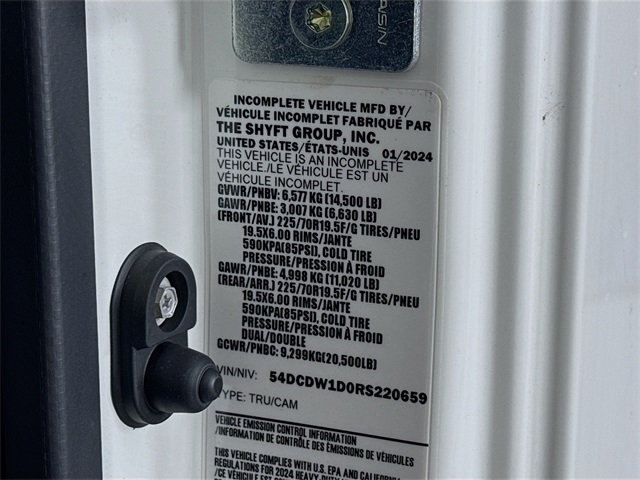 ASIN
INCOMPLETE VEHICLE MFD BY/
VÉHICULE INCOMPLET FABRIQUÉ PAR
THE SHYFT GROUP, INC.
UNITED STATES/ÉTATS-UNIS 01/2024
THIS VEHICLE IS AN INCOMPLETE
VEHICLE./LE VÉHICULE EST UN
VÉHICULE INCOMPLET.
GVWR/PNBV: 6,577 KG (14,500 LB)
GAWR/PNBE: 3,007 KG (6,630 LB)
(FRONT/AV.) 225/70R19.5F/G TIRES/PNEU
19.5X6.00 RIMS/JANTE
590KPA(85PSI), COLD TIRE
PRESSURE/PRESSION À FROID
GAWR/PNBE: 4,998 KG (11,020 LB)
(REAR/ARR.) 225/70R19.5F/G TIRES/PNEU
19.5X6.00 RIMS/JANTE
590KPA(85PSI), COLD TIRE
PRESSURE/PRESSION À FROID
DUAL/DOUBLE
GCWR/PNBC: 9,299KG(20,500LB)
VIN/NIV: 54DCDW1D0RS220659
TYPE: TRU/CAM
VEHICLE EMISSION CONTROL INFORMATION
/INFORMATION DE CONTRÔLE DES ÉMISSIONS DE VÉHICULES
THIS VEHICLE COMPLIES WITH U.S. EPA AND CALIFORNIA
REGULATIONS FOR 2024 HEAVY-DUTY